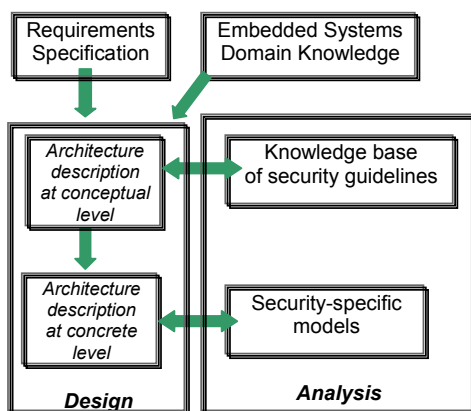 Requirements
Specification
Embedded Systems
Domain Knowledge
Architecture
description
at conceptual
level
Knowledge base
of security guidelines
Architecture
description
at concrete
level
Security-specific
models
Design
Analysis